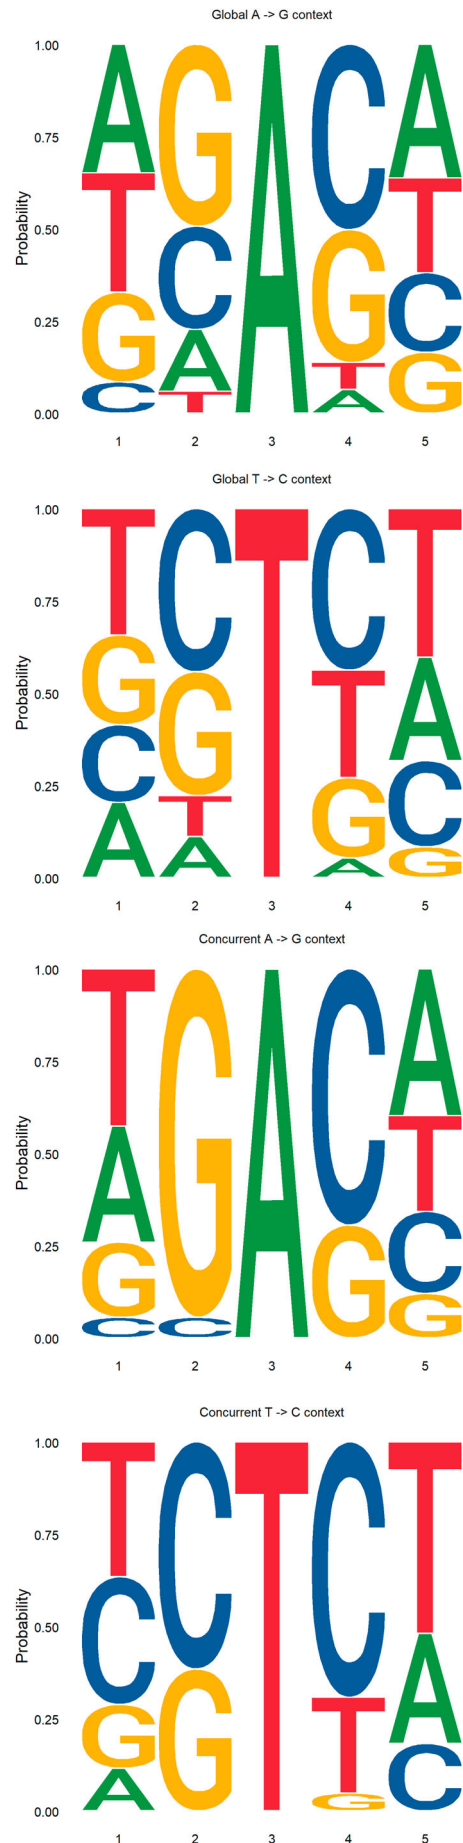 Global A -> G context
1.00
0.75
0.50
0.25
0.00
Probability
A G A C A
T C G T
G A T C
C T A G
1 2 3 4 5
Global T -> C context
1.00
0.75
0.50
0.25
0.00
Probability
T C T C T
G G T A
C T G C
A A A G
1 2 3 4 5
Concurrent A -> G context
1.00
0.75
0.50
0.25
0.00
Probability
T G A C A
A C G T
G C
C G
1 2 3 4 5
Concurrent T -> C context
1.00
0.75
0.50
0.25
0.00
Probability
T C T C T
C G T A
G G C
A
1 2 3 4 5